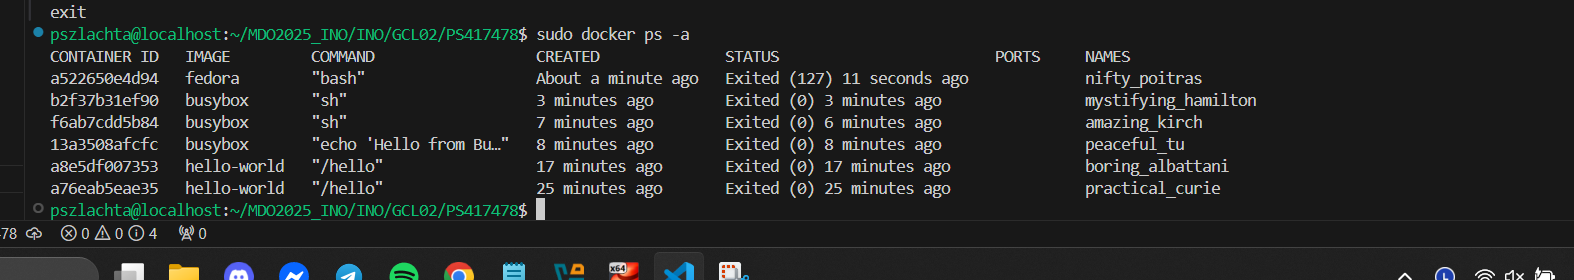 exit
pszlachta@localhost:~/MDO2025_INO/INO/GCL02/PS417478$ sudo docker ps -a
CONTAINER ID   IMAGE         COMMAND                  CREATED              STATUS                        PORTS     NAMES
a522650e4d94   fedora        "bash"                   About a minute ago   Exited (127) 11 seconds ago             nifty_poitras
b2f37b31ef90   busybox       "sh"                     3 minutes ago        Exited (0) 3 minutes ago                mystifying_hamilton
f6ab7cdd5b84   busybox       "sh"                     7 minutes ago        Exited (0) 6 minutes ago                amazing_kirch
13a3508afcfc   busybox       "echo 'Hello from Bu…"   8 minutes ago        Exited (0) 8 minutes ago                peaceful_tu
a8e5df007353   hello-world   "/hello"                 17 minutes ago       Exited (0) 17 minutes ago               boring_albattani
a76eab5eae35   hello-world   "/hello"                 25 minutes ago       Exited (0) 25 minutes ago               practical_curie
pszlachta@localhost:~/MDO2025_INO/INO/GCL02/PS417478$
478 0 0 4 0
x64 L